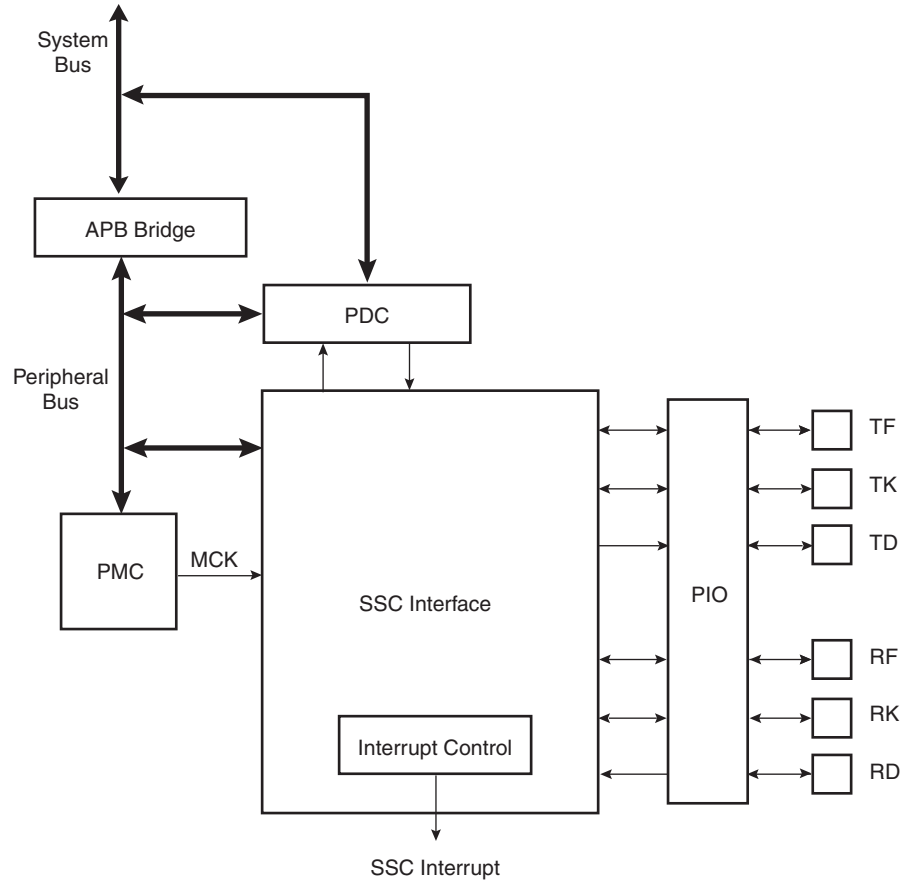 System
Bus
APB Bridge
PDC
Peripheral
Bus
TF
TK
PMC
MCK
TD
SSC Interface
PIO
RF
RK
Interrupt Control
RD
SSC Interrupt